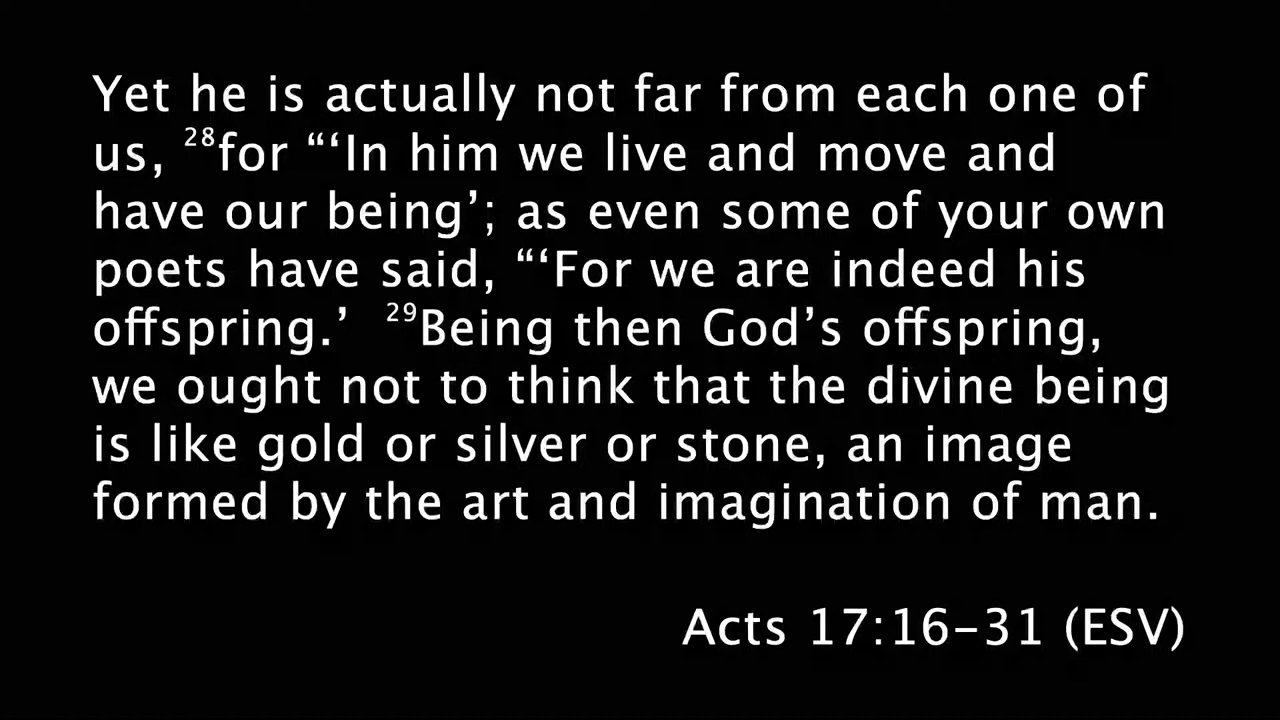 Yet he is actually not far from each one of
us, ²⁸for “‘In him we live and move and
have our being’; as even some of your own
poets have said, “‘For we are indeed his
offspring.’ ²⁹Being then God’s offspring,
we ought not to think that the divine being
is like gold or silver or stone, an image
formed by the art and imagination of man.
Acts 17:16–31 (ESV)